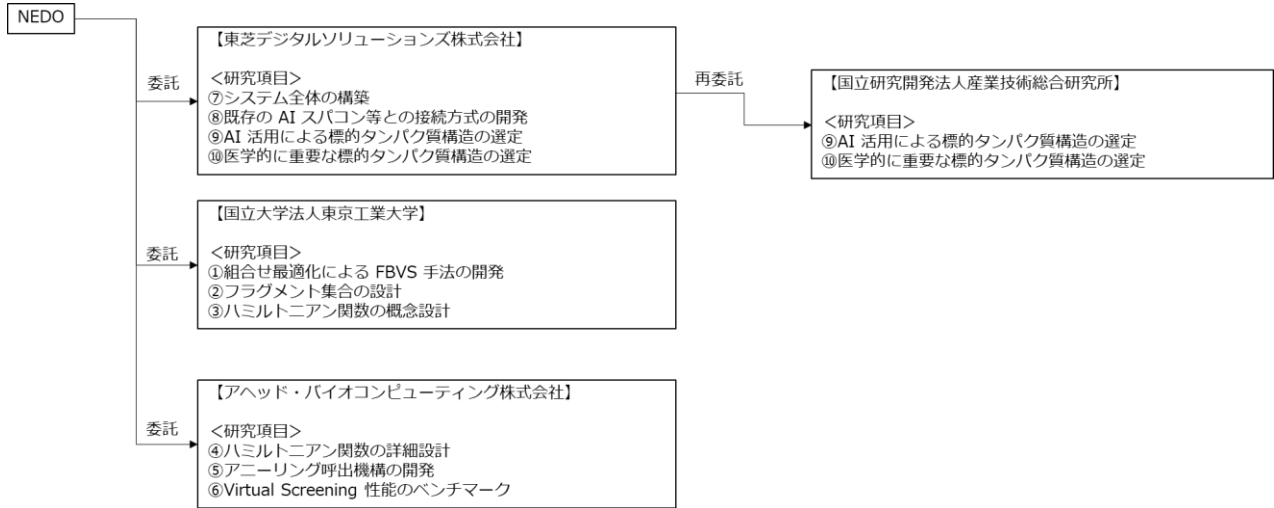 NEDO
委託
【東芝デジタルソリューションズ株式会社】
<研究項目>
⑦システム全体の構築
⑧既存の AI スパコン等との接続方式の開発
⑨AI 活用による標的タンパク質構造の選定
⑩医学的に重要な標的タンパク質構造の選定
再委託
【国立研究開発法人産業技術総合研究所】
<研究項目>
⑨AI 活用による標的タンパク質構造の選定
⑩医学的に重要な標的タンパク質構造の選定
委託
【国立大学法人東京工業大学】
<研究項目>
①組合せ最適化による FBVS 手法の開発
②フラグメント集合の設計
③ハミルトニアン関数の概念設計
委託
【アヘッド・バイオコンピューティング株式会社】
<研究項目>
④ハミルトニアン関数の詳細設計
⑤アニーリング呼出機構の開発
⑥Virtual Screening 性能のベンチマーク